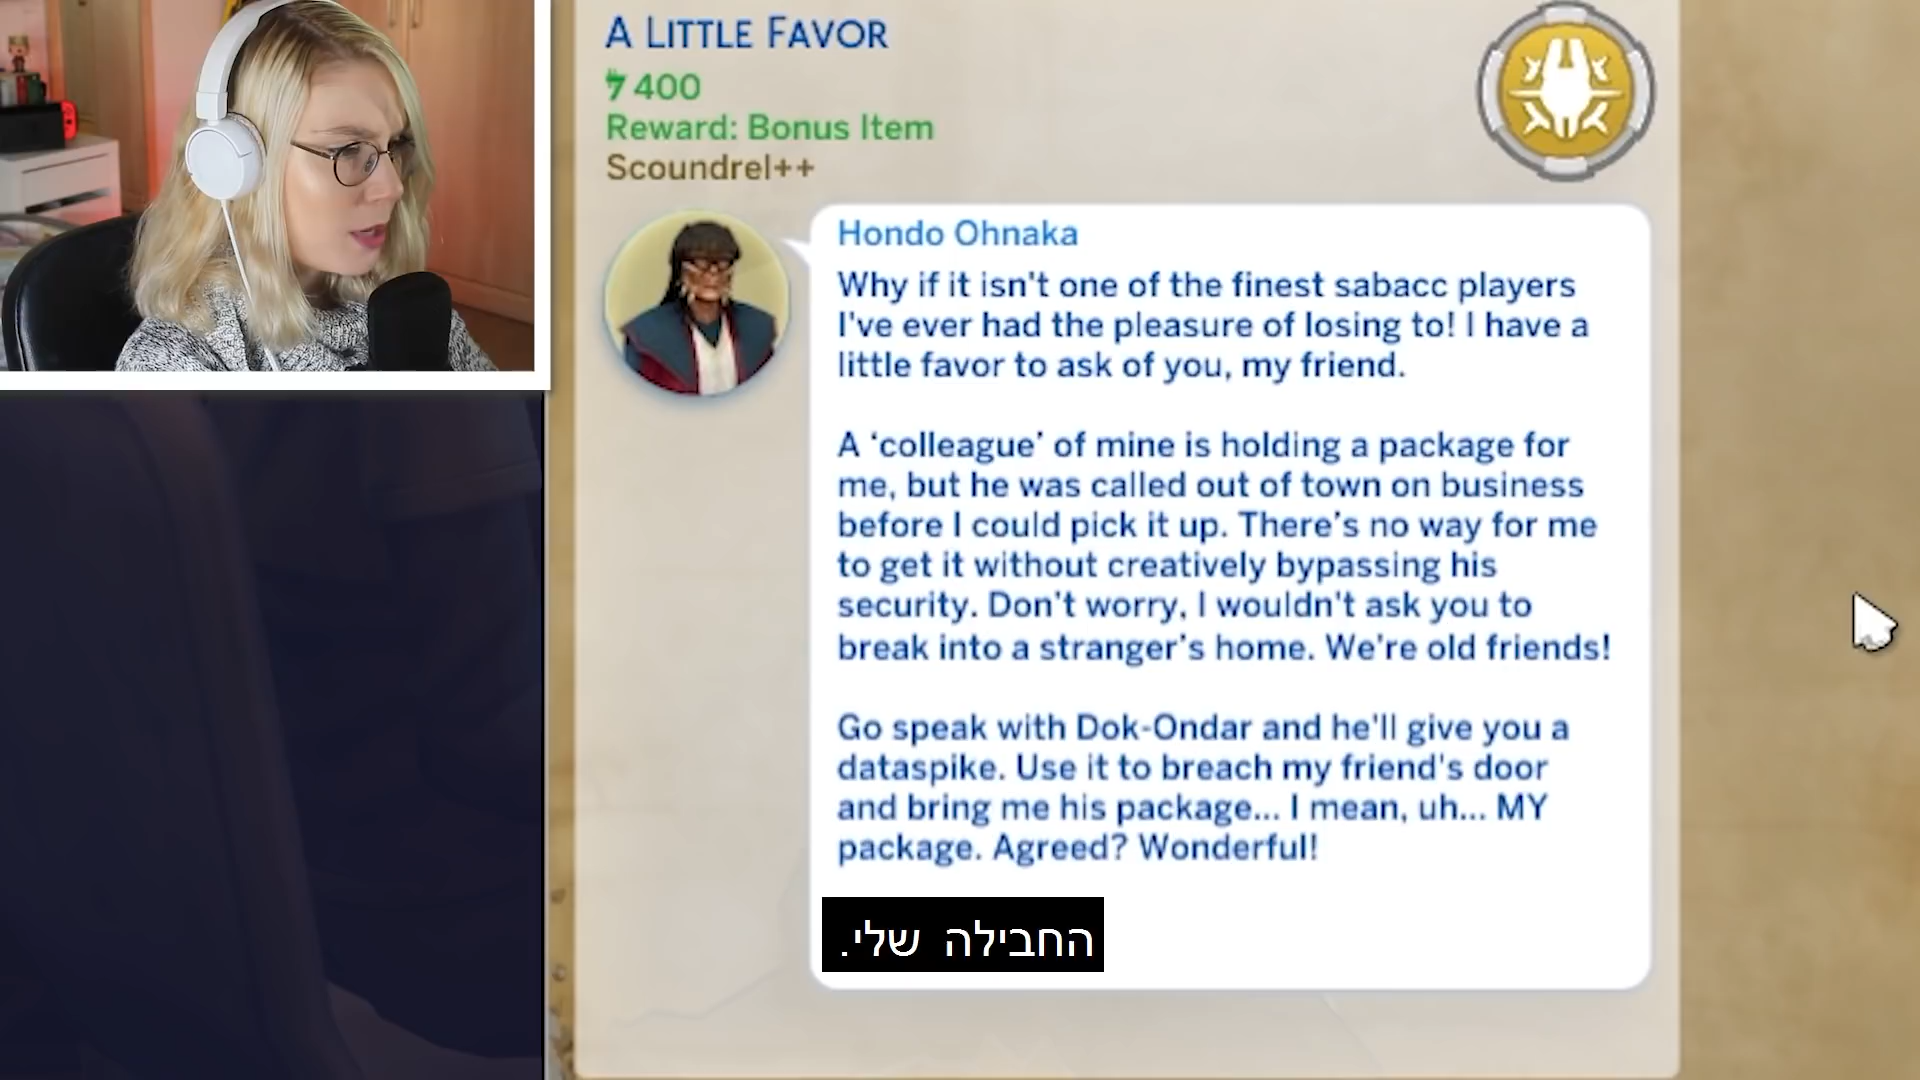 A LITTLE FAVOR
400
Reward: Bonus Item
Scoundrel++
Hondo Ohnaka
Why if it isn't one of the finest sabacc players
I've ever had the pleasure of losing to! I have a
little favor to ask of you, my friend.
A ‘colleague’ of mine is holding a package for
me, but he was called out of town on business
before I could pick it up. There’s no way for me
to get it without creatively bypassing his
security. Don't worry, I wouldn't ask you to
break into a stranger’s home. We're old friends!
Go speak with Dok-Ondar and he'll give you a
dataspike. Use it to breach my friend's door
and bring me his package... I mean, uh... MY
package. Agreed? Wonderful!
החבילה שלי.